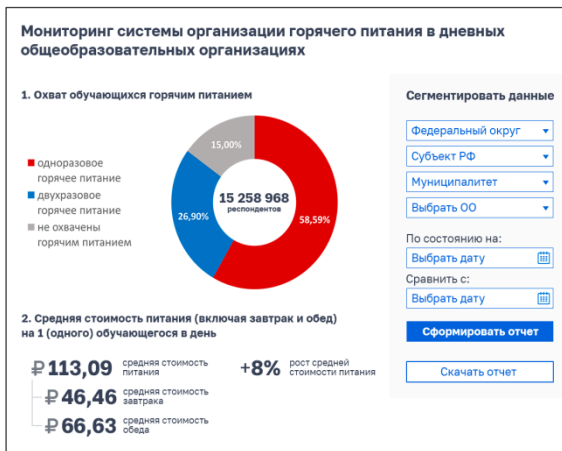 Мониторинг системы организации горячего питания в дневных
общеобразовательных организациях
1. Охват обучающихся горячим питанием
одноразовое
горячее питание
двухразовое
горячее питание
не охвачены
горячим питанием
15,00%
26,90%
58,59%
15 258 968
респондентов
2. Средняя стоимость питания (включая завтрак и обед)
на 1 (одного) обучающегося в день
₽ 113,09 средняя стоимость
питания
₽ 46,46 средняя стоимость
завтрака
₽ 66,63 средняя стоимость
обеда
+8% рост средней
стоимости питания
Сегментировать данные
Федеральный округ
Субъект РФ
Муниципалитет
Выбрать ОО
По состоянию на:
Выбрать дату
Сравнить с:
Выбрать дату
Сформировать отчет
Скачать отчет